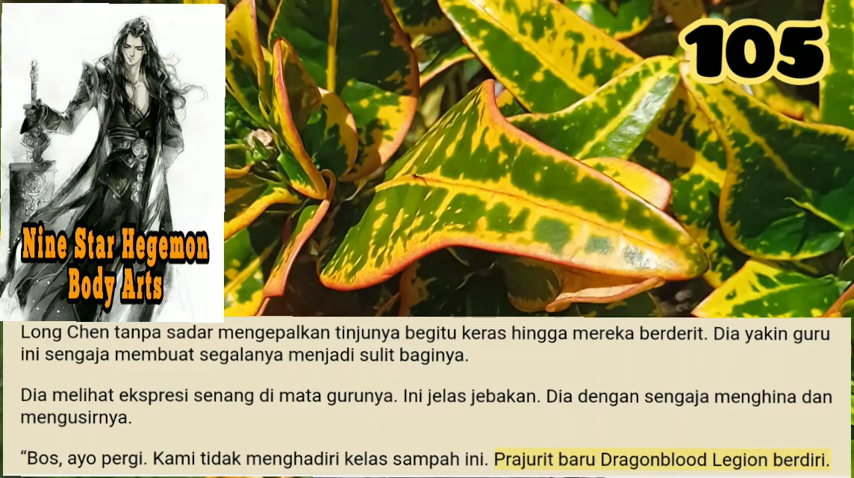 105
Nine Star Hegemon
Body Arts
Long Chen tanpa sadar mengepalkan tinjunya begitu keras hingga mereka berderit. Dia yakin guru
ini sengaja membuat segalanya menjadi sulit baginya.
Dia melihat ekspresi senang di mata gurunya. Ini jelas jebakan. Dia dengan sengaja menghina dan
mengusirnya.
“Bos, ayo pergi. Kami tidak menghadiri kelas sampah ini. Prajurit baru Dragonblood Legion berdiri.